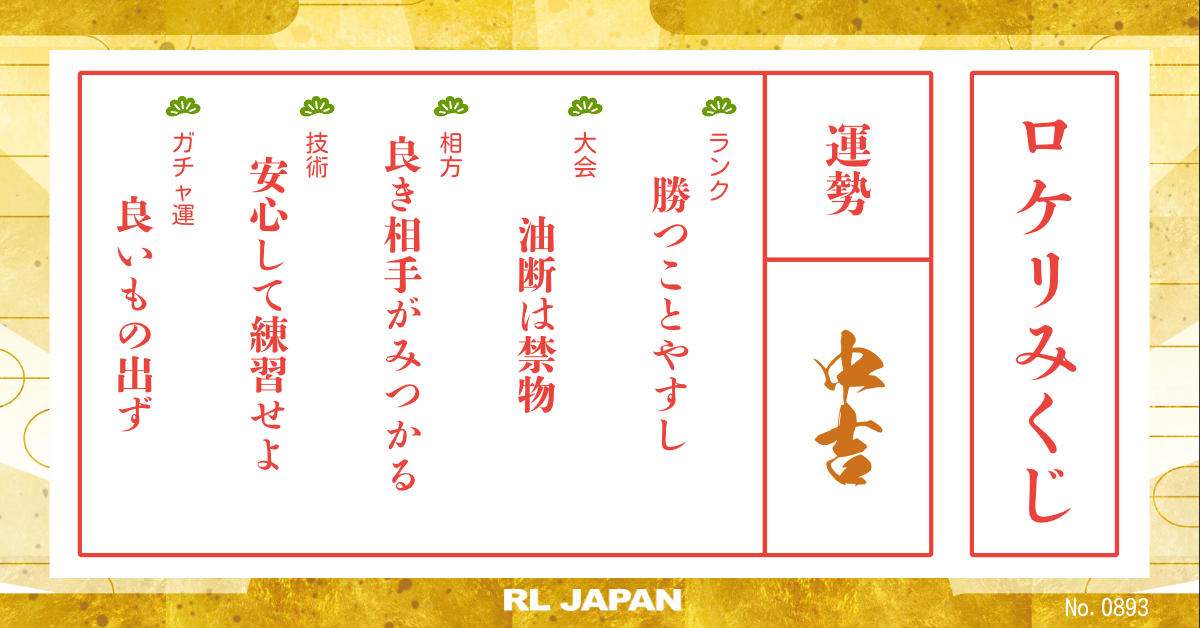 ロケリみくじ
運勢
中吉
ランク
勝つことやすし
大会
油断は禁物
相方
良き相手がみつかる
技術
安心して練習せよ
ガチャ運
良いもの出ず
RL JAPAN
No. 0893